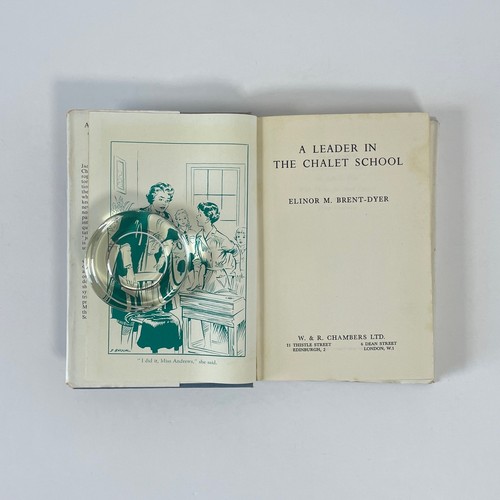 "I did it, Miss Andrews," she said.
A LEADER IN
THE CHALET SCHOOL
ELINOR M. BRENT-DYER
W. & R. CHAMBERS LTD.
11 THISTLE STREET 6 DEAN STREET
EDINBURGH, 2 LONDON, W.1